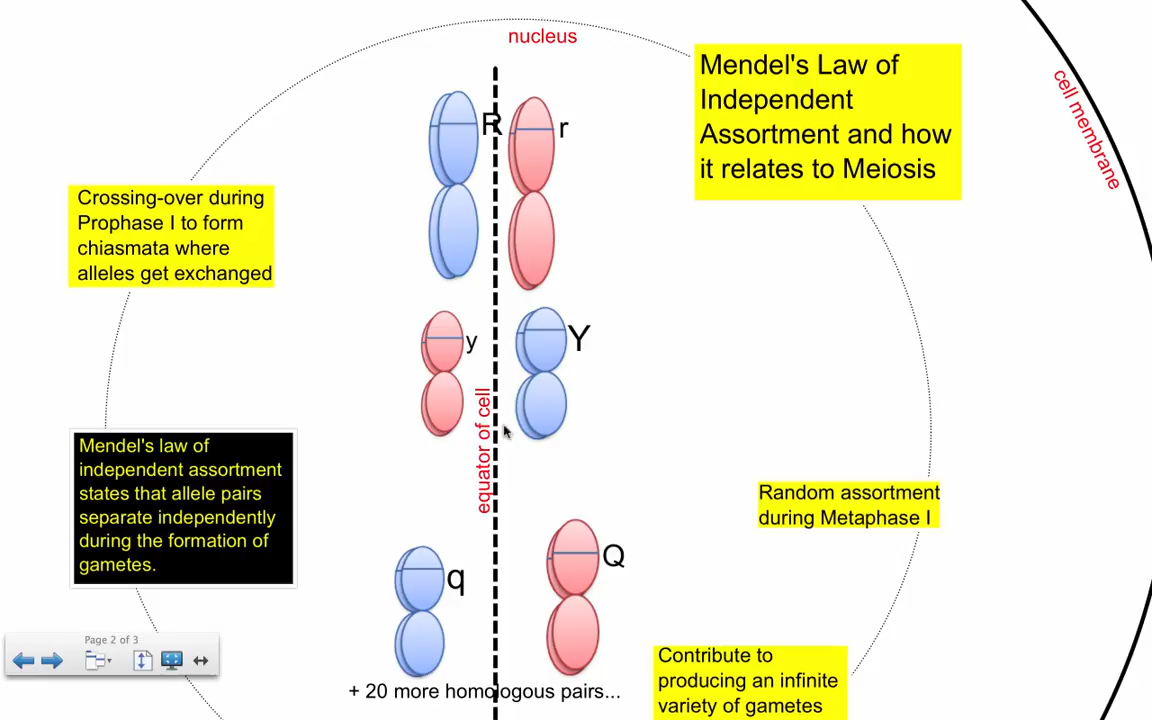 nucleus
Mendel's Law of
Independent
Assortment and how
it relates to Meiosis
cell membrane
R
r
Crossing-over during
Prophase I to form
chiasmata where
alleles get exchanged
y
Y
equator of cell
Mendel's law of
independent assortment
states that allele pairs
separate independently
during the formation of
gametes.
Random assortment
during Metaphase I
q
Q
Page 2 of 3
+ 20 more homologous pairs...
Contribute to
producing an infinite
variety of gametes